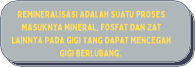 REMINERALISASI ADALAH SUATU PROSES
MASUKNYA MINERAL, FOSFAT DAN ZAT
LAINNYA PADA GIGI YANG DAPAT MENCEGAH
GIGI BERLUBANG.